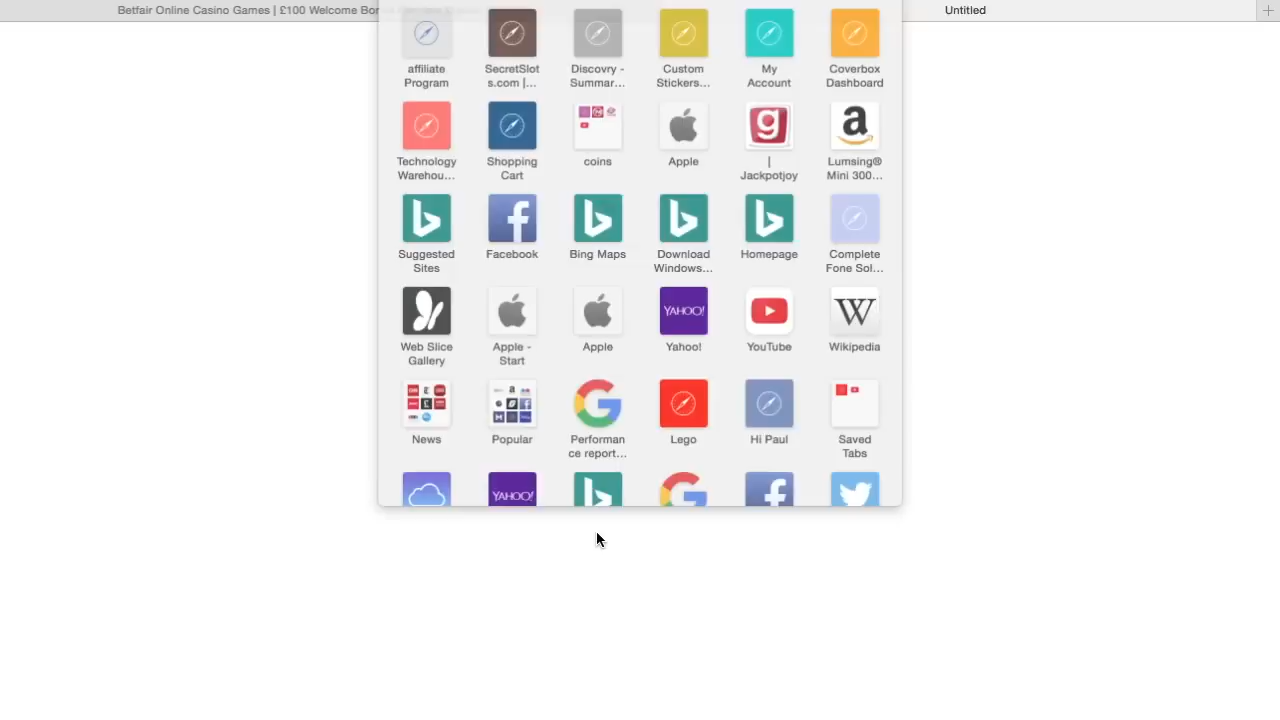 Betfair Online Casino Games | £100 Welcome Bon
Untitled
affiliate
Program
SecretSlot
s.com |...
Discovry -
Summar...
Custom
Stickers...
My
Account
Coverbox
Dashboard
Technology
Warehou...
Shopping
Cart
coins
Apple
|
Jackpotjoy
Lumsing®
Mini 300...
Suggested
Sites
Facebook
Bing Maps
Download
Windows...
Homepage
Complete
Fone Sol...
Web Slice
Gallery
Apple -
Start
Apple
YAHOO!
Yahoo!
YouTube
W
Wikipedia
News
Popular
Performan
ce report...
Lego
Hi Paul
Saved
Tabs
YAHOO!